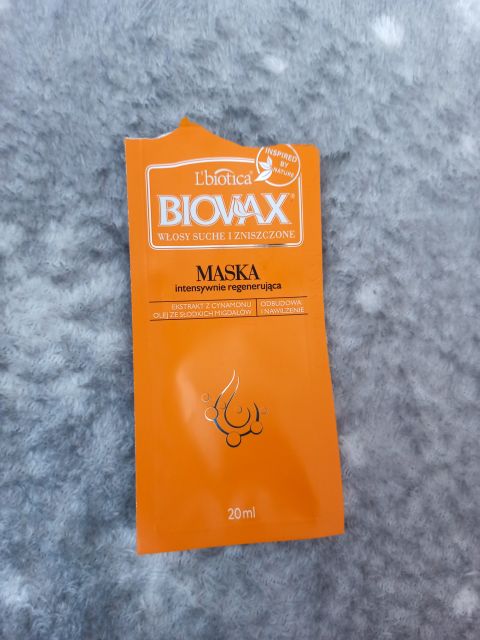 INSPIRED
BY
NATURE
L'biotica®
BIOVAX®
WŁOSY SUCHE I ZNISZCZONE
MASKA
intensywnie regenerująca
EKSTRAKT Z CYNAMONU
OLEJ ZE SŁODKICH MIGDAŁÓW
ODBUDOWA
I NAWILŻENIE
20ml